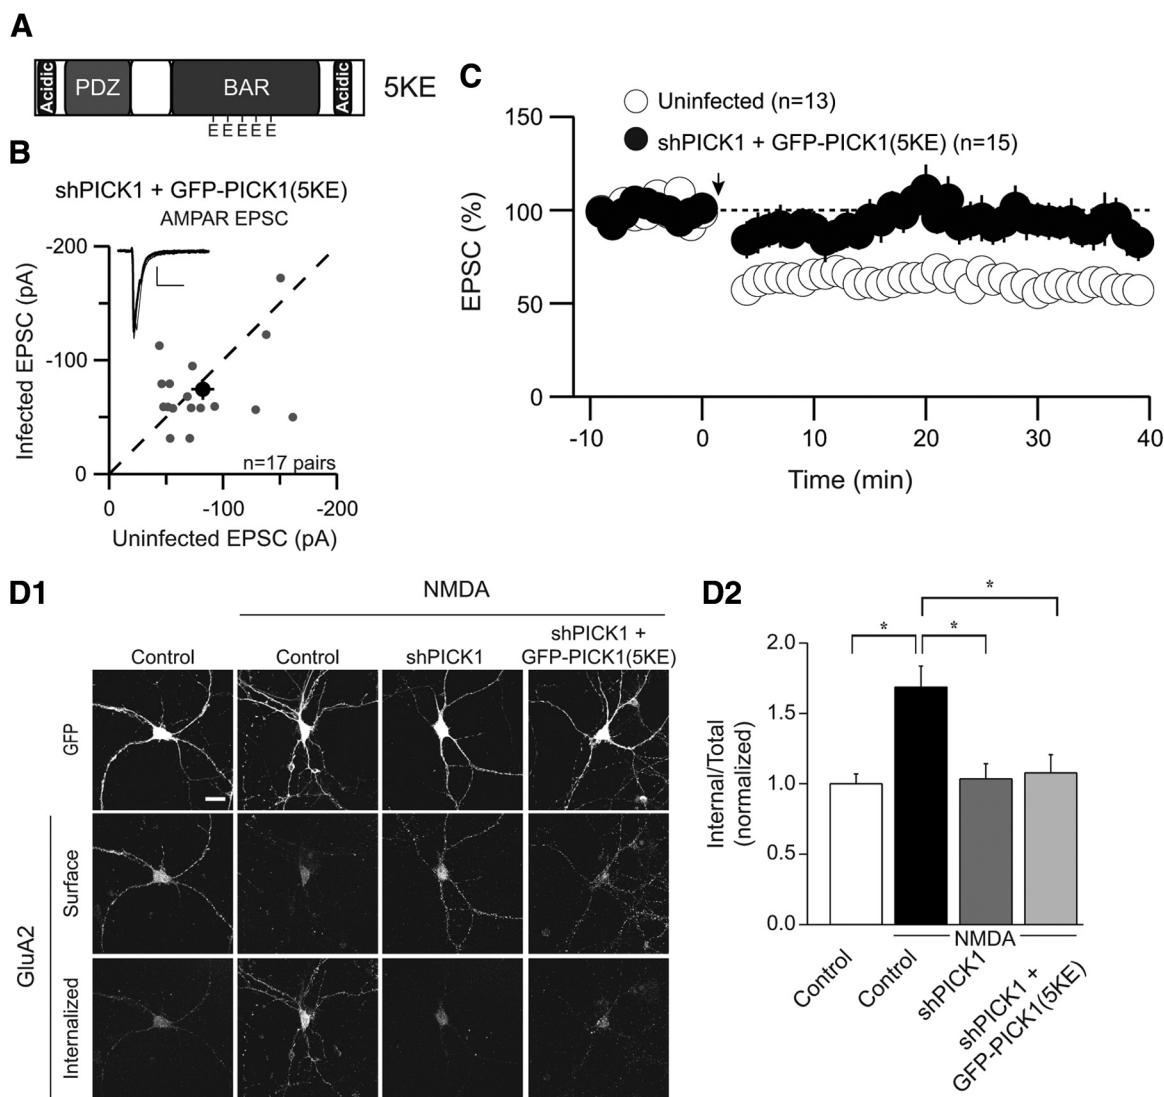 A
Acidic
PDZ
BAR
Acidic
5KE
E E E E E
B
shPICK1 + GFP-PICK1(5KE)
AMPAR EPSC
-200
-100
0
Infected EPSC (pA)
n=17 pairs
0
-100
-200
Uninfected EPSC (pA)
C
Uninfected (n=13)
shPICK1 + GFP-PICK1(5KE) (n=15)
150
100
50
0
EPSC (%)
-10
0
10
20
30
40
Time (min)
D1
NMDA
Control
Control
shPICK1
shPICK1 +
GFP-PICK1(5KE)
GFP
GluA2
Surface
Internalized
D2
*
*
*
2.0
1.5
1.0
0.5
0.0
Internal/Total
(normalized)
NMDA
Control
Control
shPICK1
shPICK1 +
GFP-PICK1(5KE)